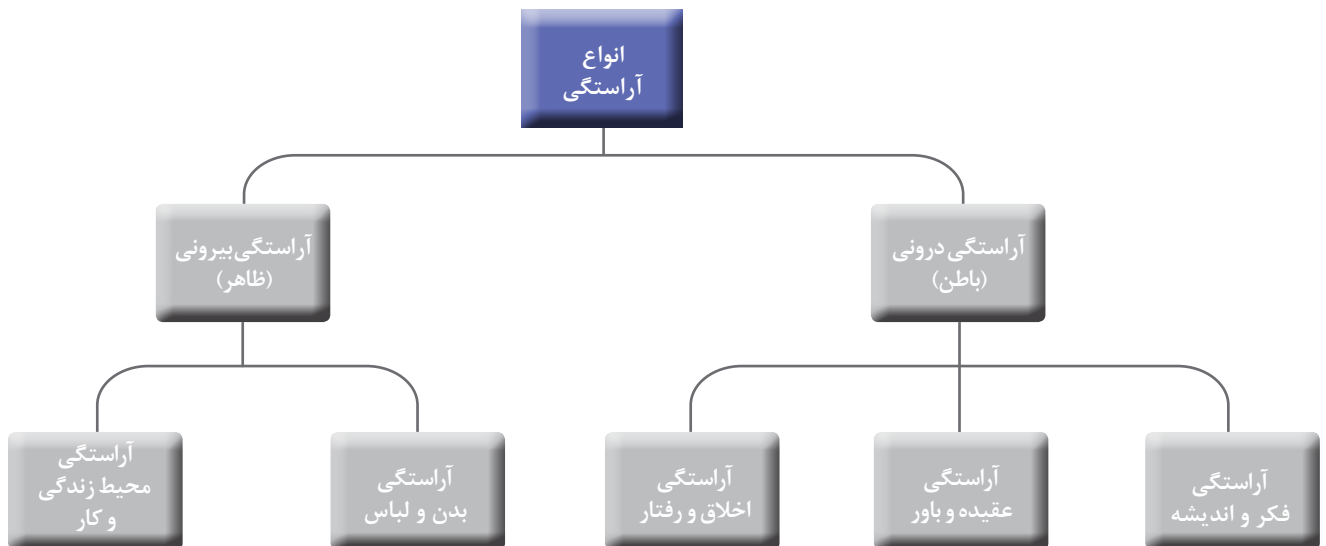 انواع
آراستگی
آراستگی درونی
(باطن)
آراستگی بیرونی
(ظاهر)
آراستگی
فکر و اندیشه
آراستگی
عقیده و باور
آراستگی
اخلاق و رفتار
آراستگی
بدن و لباس
آراستگی
محیط زندگی
و کار